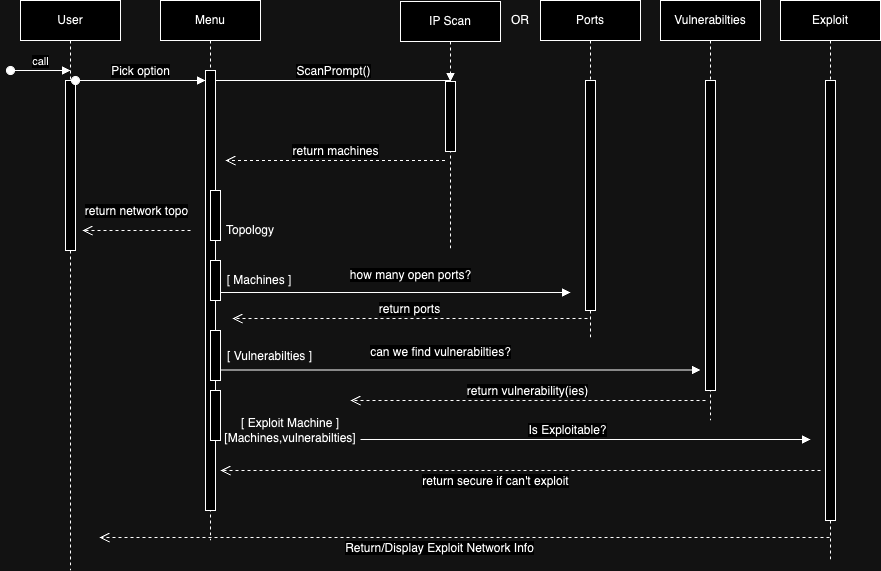 User
Menu
IP Scan
OR
Ports
Vulnerabilties
Exploit
call
Pick option
ScanPrompt()
return machines
return network topo
Topology
[ Machines ]
how many open ports?
return ports
[ Vulnerabilties ]
can we find vulnerabilties?
return vulnerability(ies)
[ Exploit Machine ]
[Machines,vulnerabilties]
Is Exploitable?
return secure if can't exploit
Return/Display Exploit Network Info